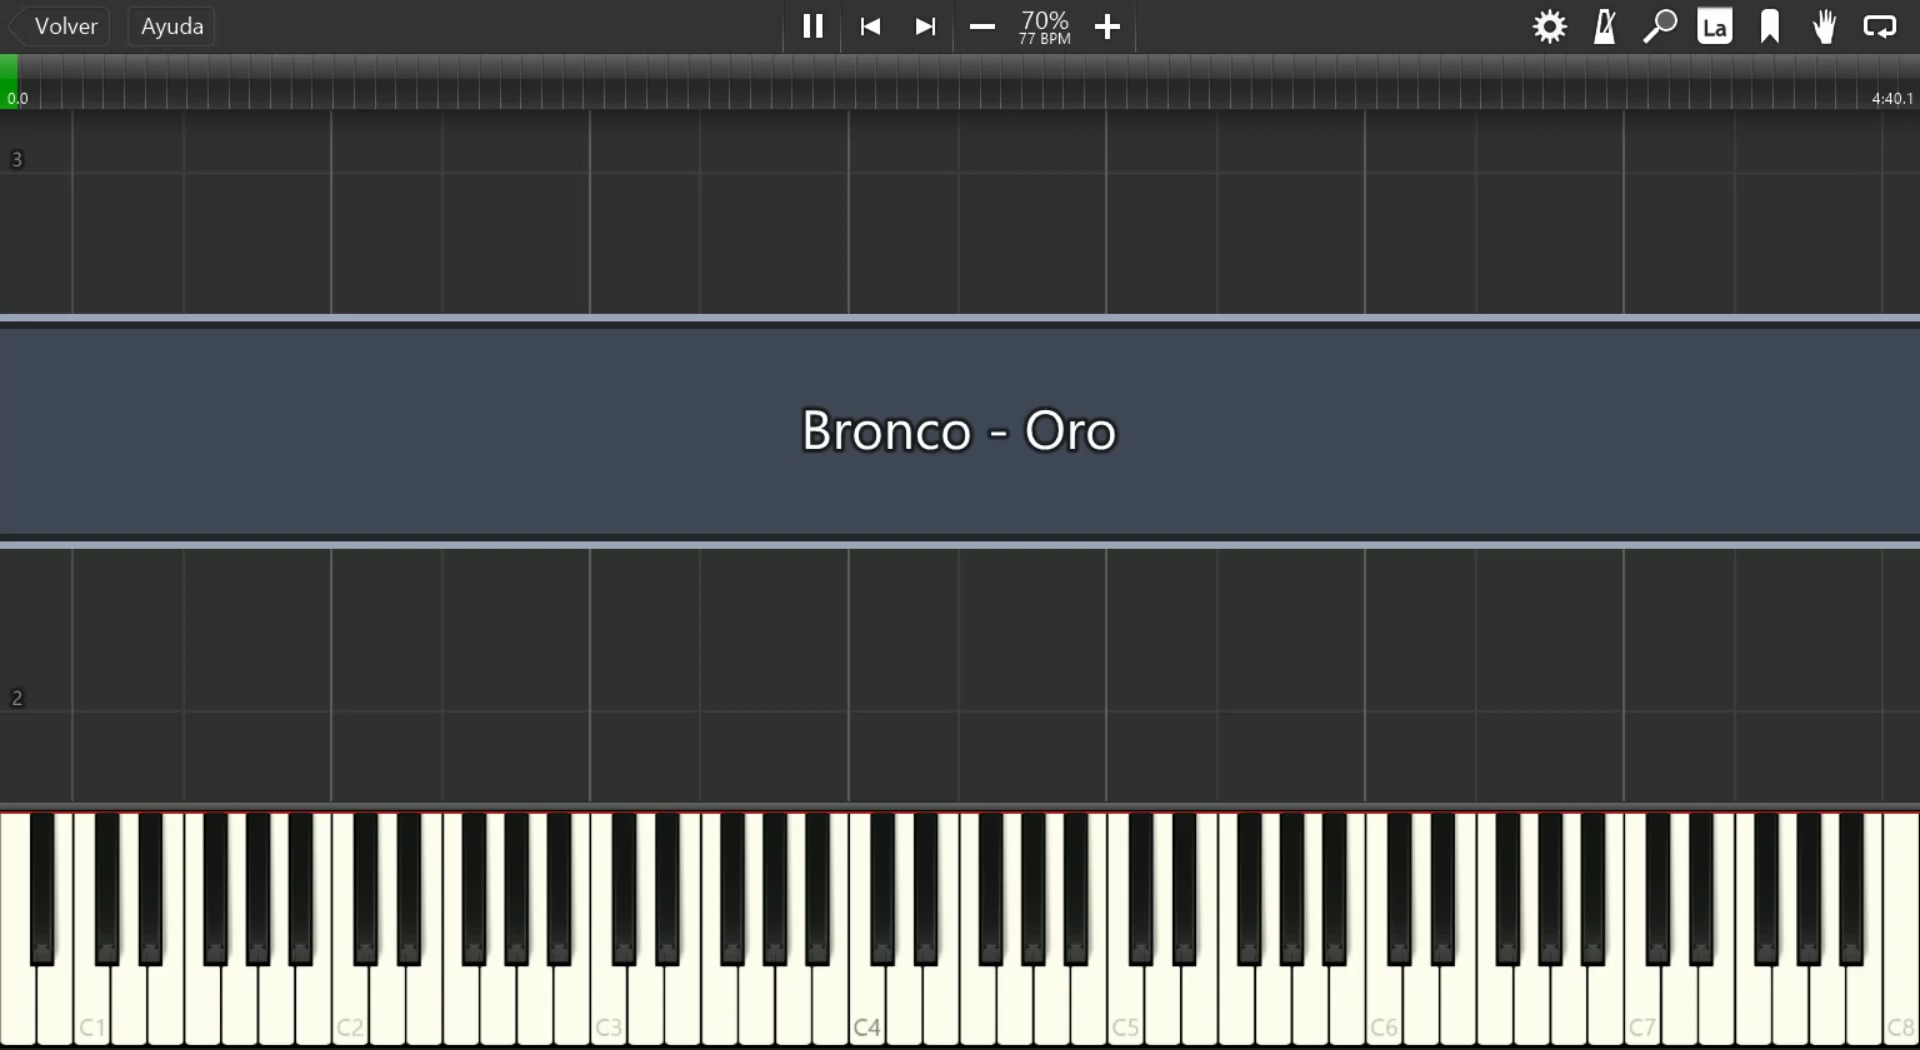 Volver
Ayuda
70%
77 BPM
La
0.0
4:40.1
3
Bronco - Oro
2
C1
C2
C3
C4
C5
C6
C7
C8